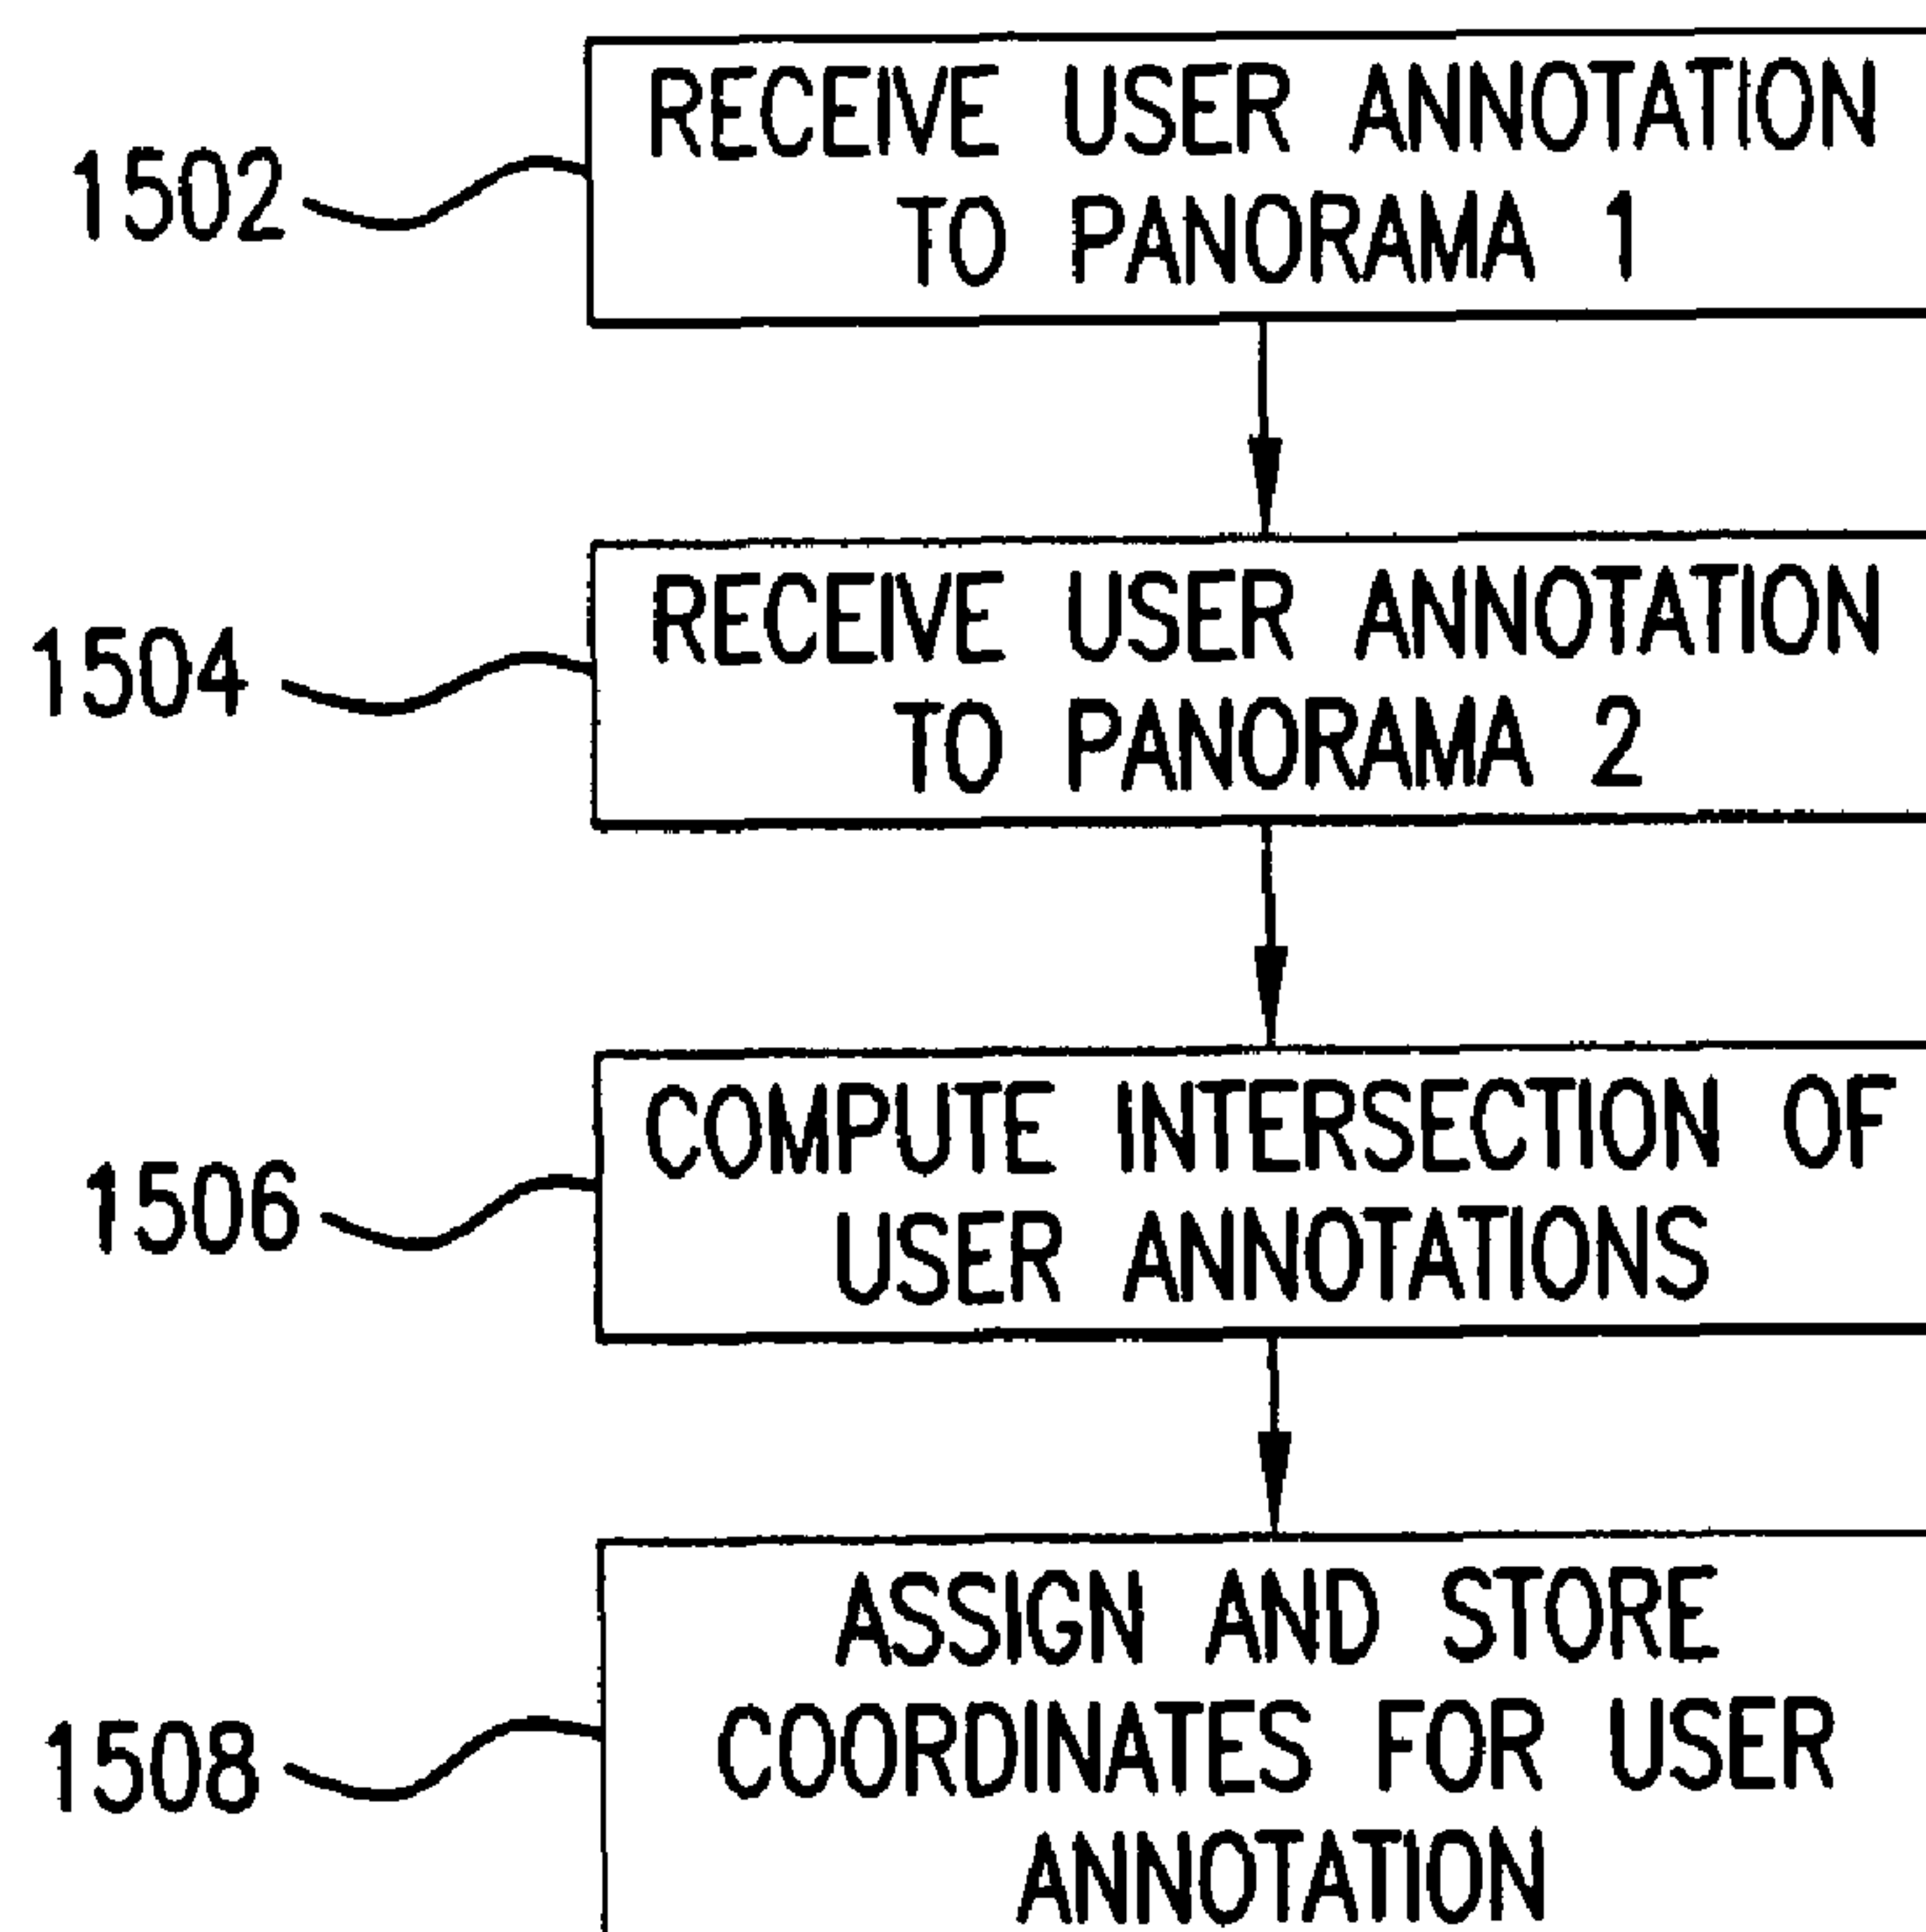 1502
RECEIVE USER ANNOTATION
TO PANORAMA 1
1504
RECEIVE USER ANNOTATION
TO PANORAMA 2
1506
COMPUTE INTERSECTION OF
USER ANNOTATIONS
1508
ASSIGN AND STORE
COORDINATES FOR USER
ANNOTATION